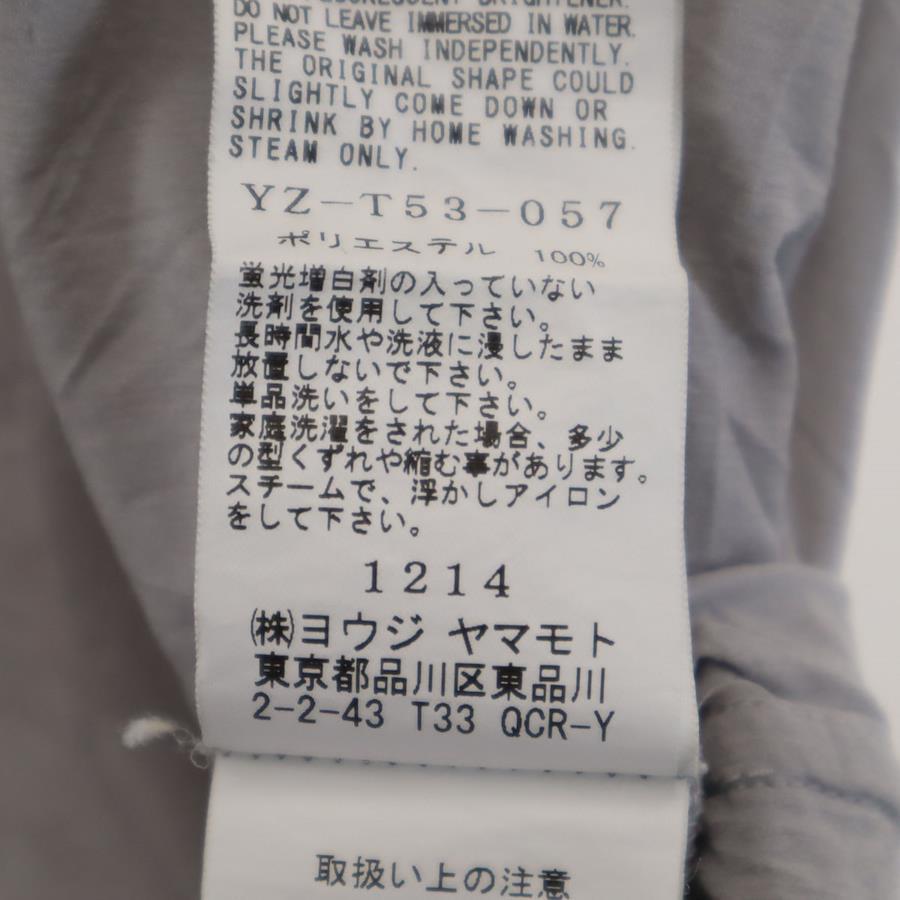 BRIGHTENER.
DO NOT LEAVE IMMERSED IN WATER.
PLEASE WASH INDEPENDENTLY.
THE ORIGINAL SHAPE COULD
SLIGHTLY COME DOWN OR
SHRINK BY HOME WASHING.
STEAM ONLY.
YZ-T53-057
ポリエステル 100%
蛍光増白剤の入っていない
洗剤を使用して下さい。
長時間水や洗液に浸したまま
放置しないで下さい。
単品洗いをして下さい。
家庭洗濯をされた場合、多少
の型くずれや縮む事があります。
スチームで、浮かしアイロン
をして下さい。
1214
㈱ヨウジ ヤマモト
東京都品川区東品川
2-2-43 T33 QCR-Y
取扱い上の注意